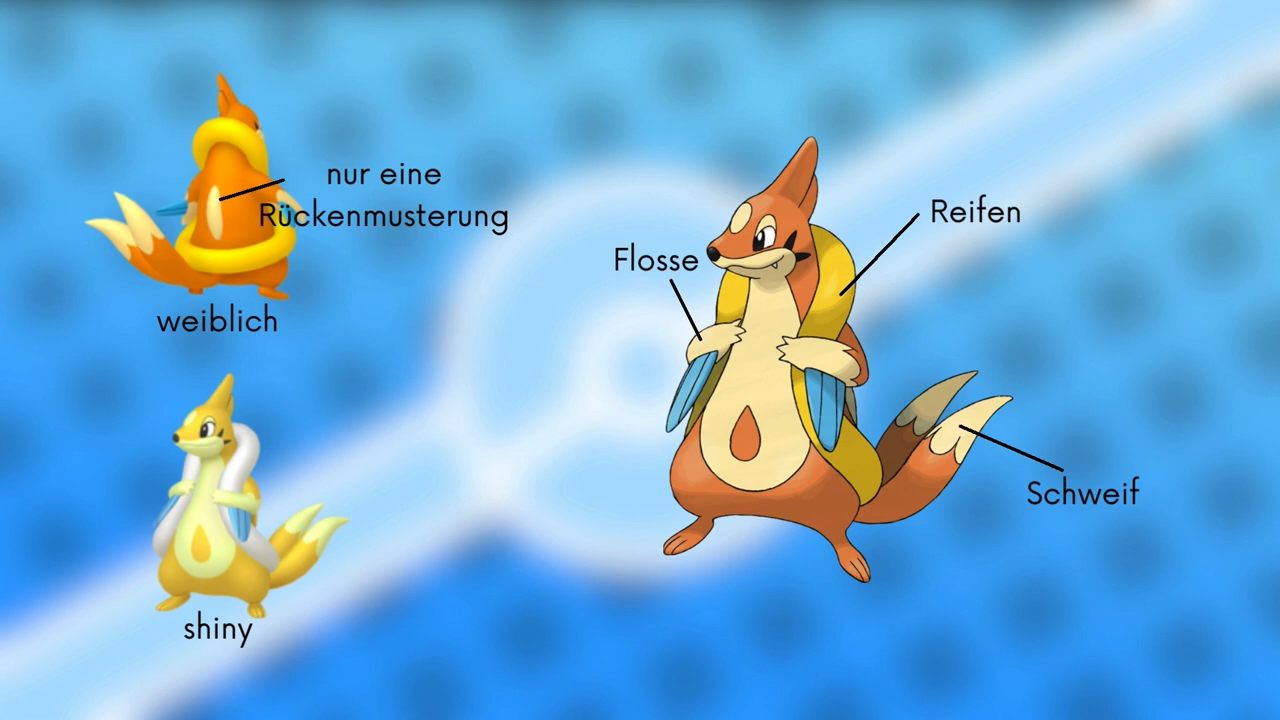 nur eine
Rückenmusterung
weiblich
shiny
Flosse
Reifen
Schweif